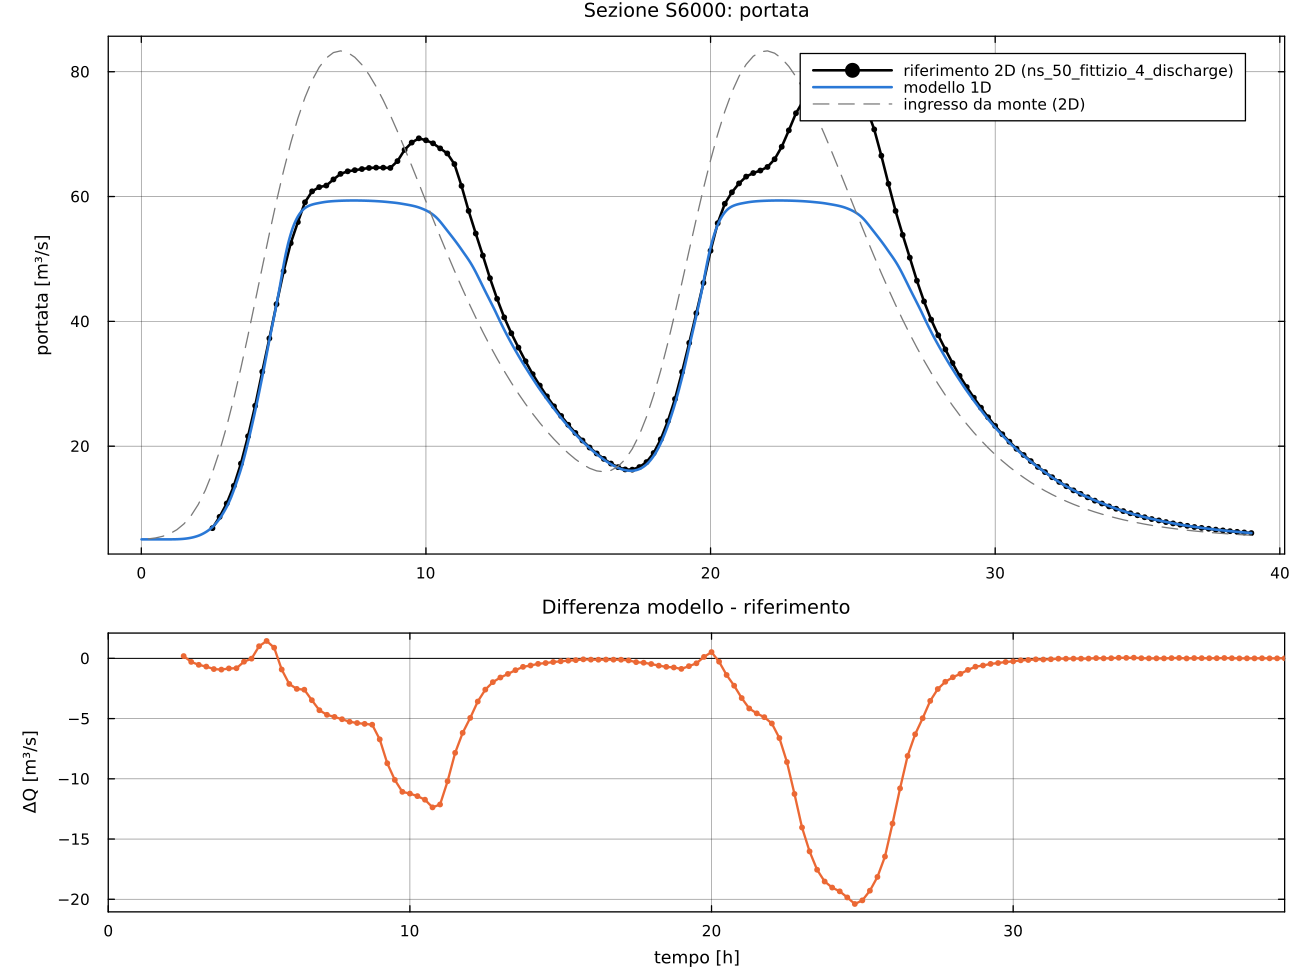 Sezione S6000: portata
riferimento 2D (ns_50_fittizio_4_discharge)
modello 1D
ingresso da monte (2D)
portata [m³/s]
80
60
40
20
0
10
20
30
40
Differenza modello - riferimento
ΔQ [m³/s]
0
−5
−10
−15
−20
0
10
20
30
tempo [h]